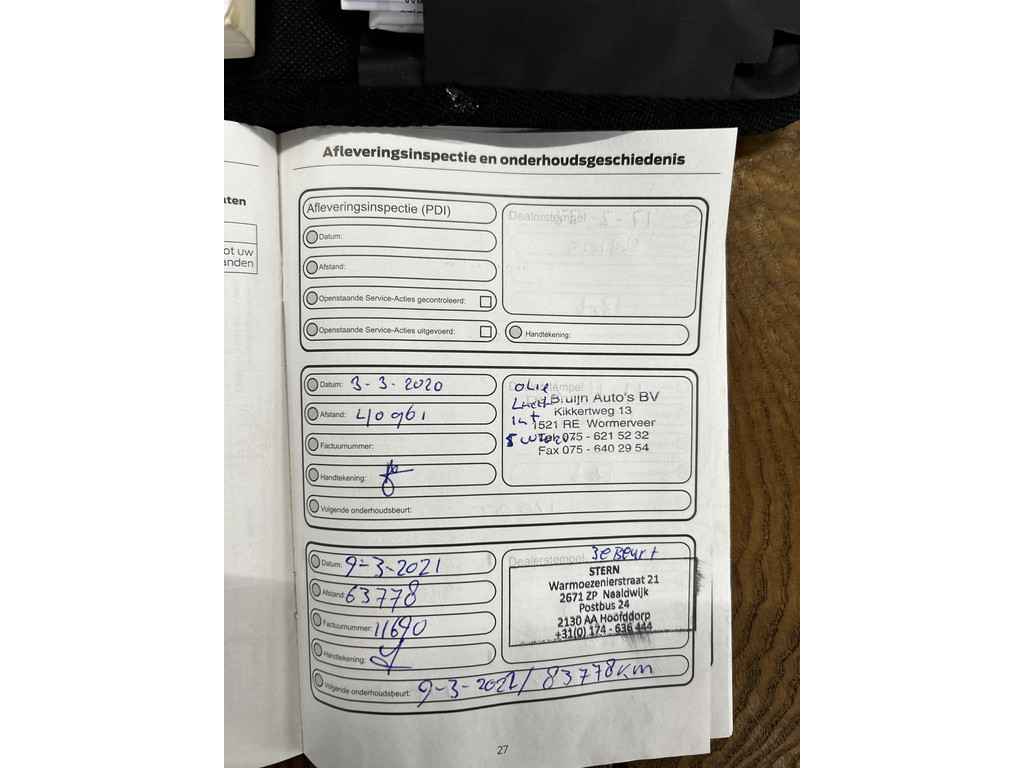 Afleveringsinspectie en onderhoudsgeschiedenis
ten
ot uw
anden
Afleveringsinspectie (PDI)
Dealerstempel
Datum:
Afstand:
Openstaande Service-Acties gecontroleerd:
Openstaande Service-Acties uitgevoerd:
Handtekening:
Datum: 3-3-2020
Afstand: 40961
Factuurnummer:
Handtekening:
Volgende onderhoudsbeurt:
olie
De Bruijn Auto's BV
Kikkertweg 13
1521 RE Wormerveer
Tel. 075 - 621 52 32
Fax 075 - 640 29 54
Datum: 9-3-2021
Afstand: 63778
Factuurnummer: 11690
Handtekening:
Volgende onderhoudsbeurt: 9-3-2022/83778km
Dealerstempel 3e Beurt
STERN
Warmoezenierstraat 21
2671 ZP Naaldwijk
Postbus 24
2130 AA Hoofddorp
+31(0) 174 - 636 444
27